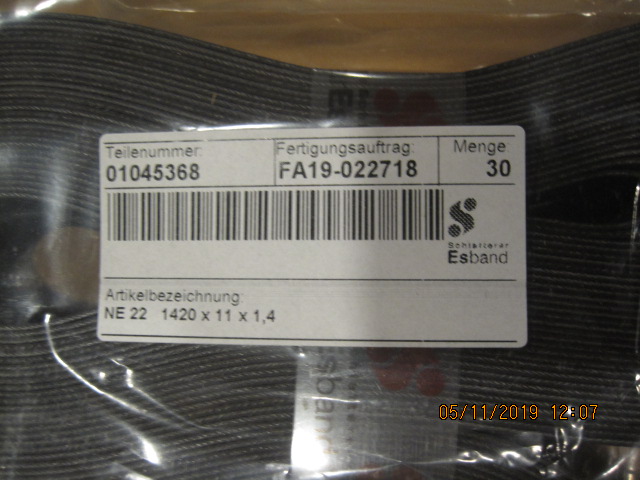 Teilenummer:
01045368
Fertigungsauftrag:
FA19-022718
Menge:
30
Schlatterer
Esband
Artikelbezeichnung:
NE 22 1420 x 11 x 1,4
05/11/2019 12:07